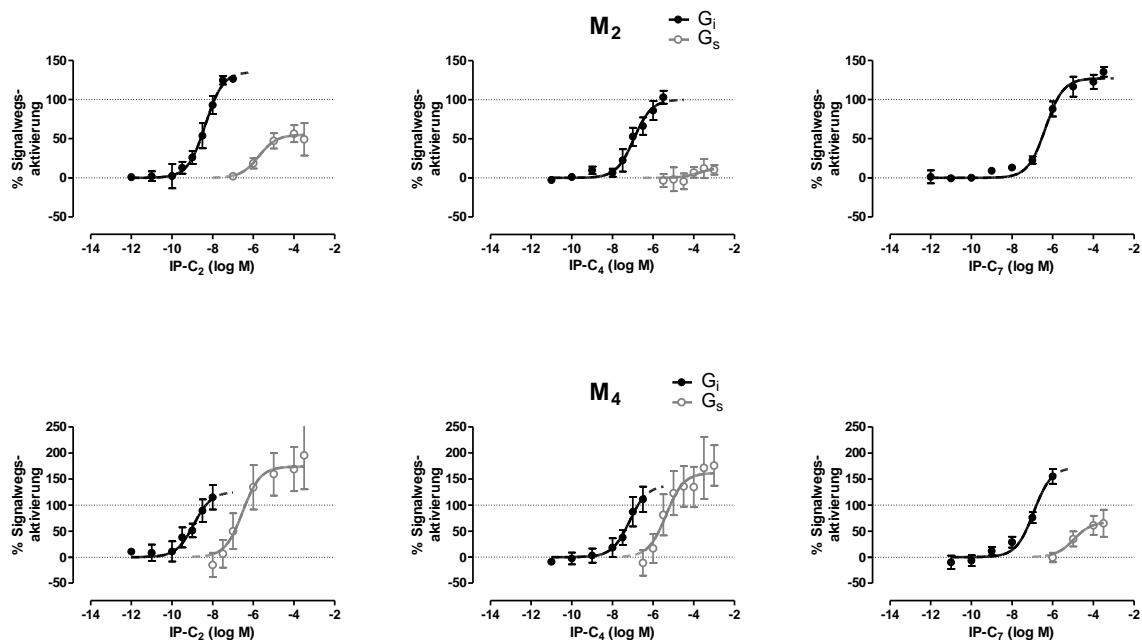 M2
Gi
Gs
% Signalwegs-
aktivierung
150
100
50
0
-50
-14 -12 -10 -8 -6 -4 -2
IP-C2 (log M)
% Signalwegs-
aktivierung
150
100
50
0
-50
-14 -12 -10 -8 -6 -4 -2
IP-C4 (log M)
% Signalwegs-
aktivierung
150
100
50
0
-50
-14 -12 -10 -8 -6 -4 -2
IP-C7 (log M)
M4
Gi
Gs
% Signalwegs-
aktivierung
250
200
150
100
50
0
-50
-14 -12 -10 -8 -6 -4 -2
IP-C2 (log M)
% Signalwegs-
aktivierung
250
200
150
100
50
0
-50
-14 -12 -10 -8 -6 -4 -2
IP-C4 (log M)
% Signalwegs-
aktivierung
250
200
150
100
50
0
-50
-14 -12 -10 -8 -6 -4 -2
IP-C7 (log M)